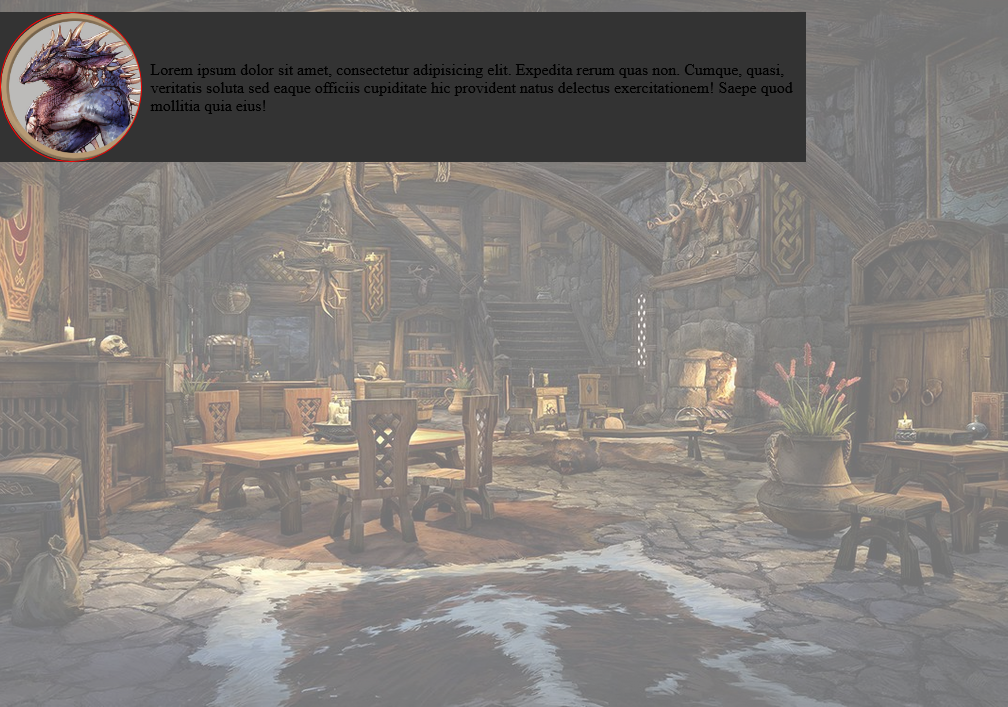 Lorem ipsum dolor sit amet, consectetur adipisicing elit. Expedita rerum quas non. Cumque, quasi,
veritatis soluta sed eaque officiis cupiditate hic provident natus delectus exercitationem! Saepe quod
mollitia quia eius!